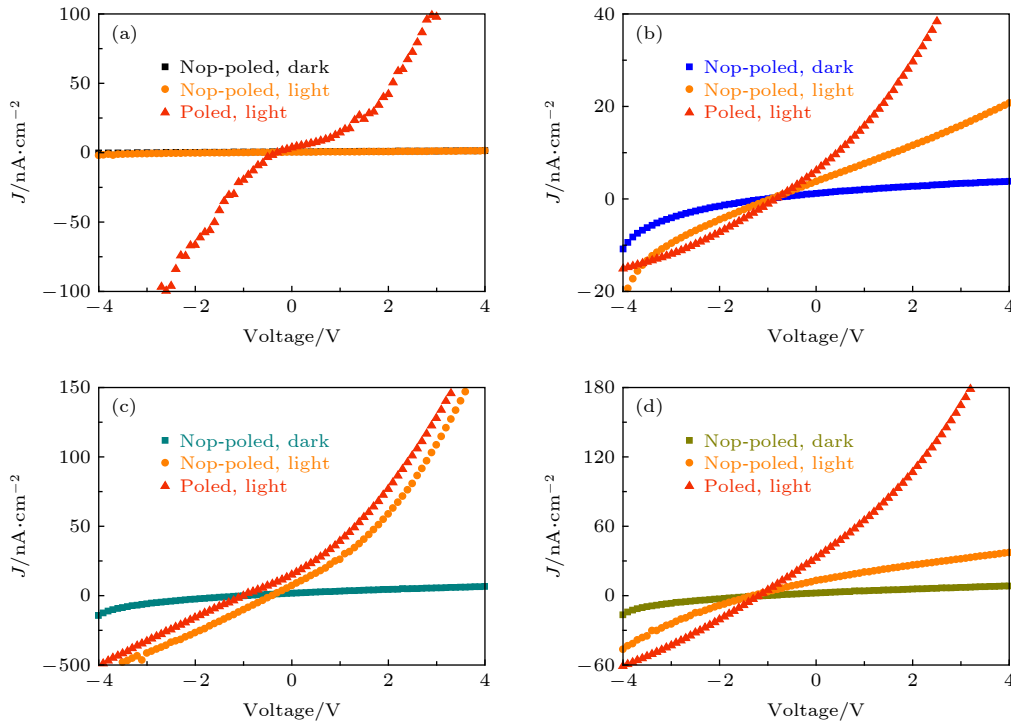 (a)
Nop-poled, dark
Nop-poled, light
Poled, light
100
50
0
−50
−100
J/nA·cm−2
−4
−2
0
2
4
Voltage/V
(b)
Nop-poled, dark
Nop-poled, light
Poled, light
40
20
0
−20
J/nA·cm−2
−4
−2
0
2
4
Voltage/V
(c)
Nop-poled, dark
Nop-poled, light
Poled, light
150
100
50
0
−500
J/nA·cm−2
−4
−2
0
2
4
Voltage/V
(d)
Nop-poled, dark
Nop-poled, light
Poled, light
180
120
60
0
−60
J/nA·cm−2
−4
−2
0
2
4
Voltage/V